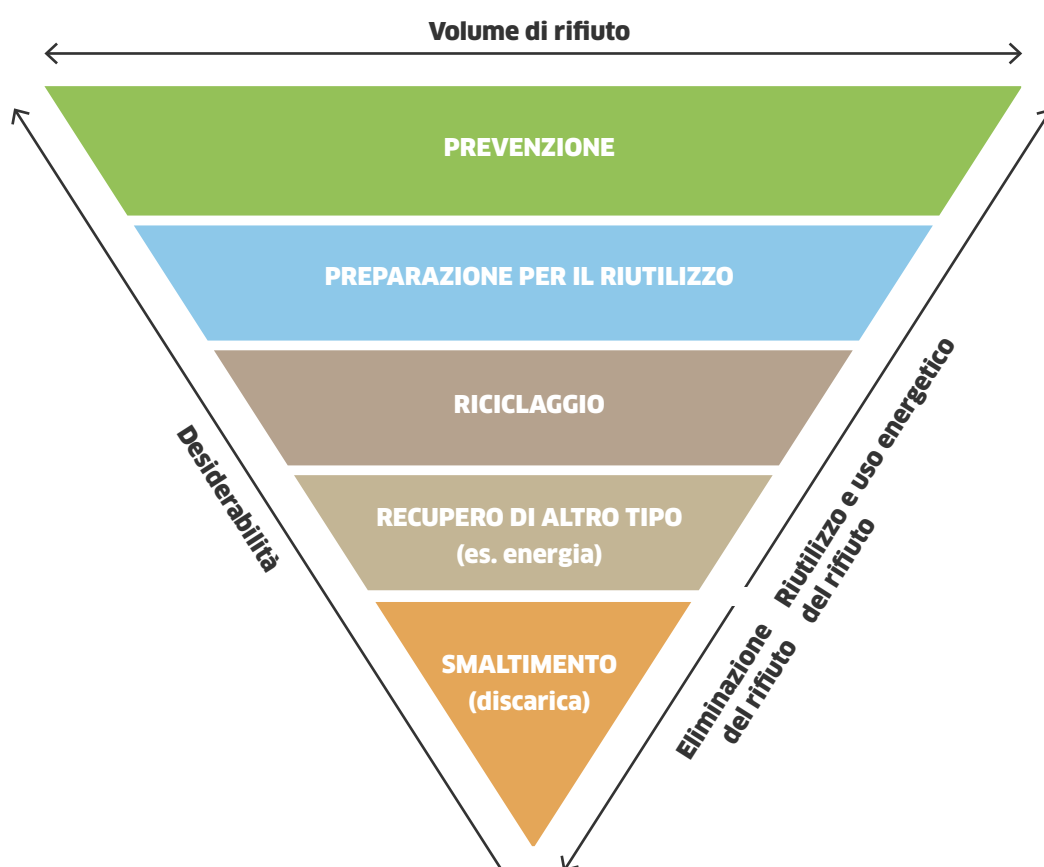 Volume di rifiuto
PREVENZIONE
PREPARAZIONE PER IL RIUTILIZZO
RICICLAGGIO
RECUPERO DI ALTRO TIPO
(es. energia)
SMALTIMENTO
(discarica)
Desiderabilità
Riutilizzo e uso energetico
del rifiuto
Eliminazione
del rifiuto